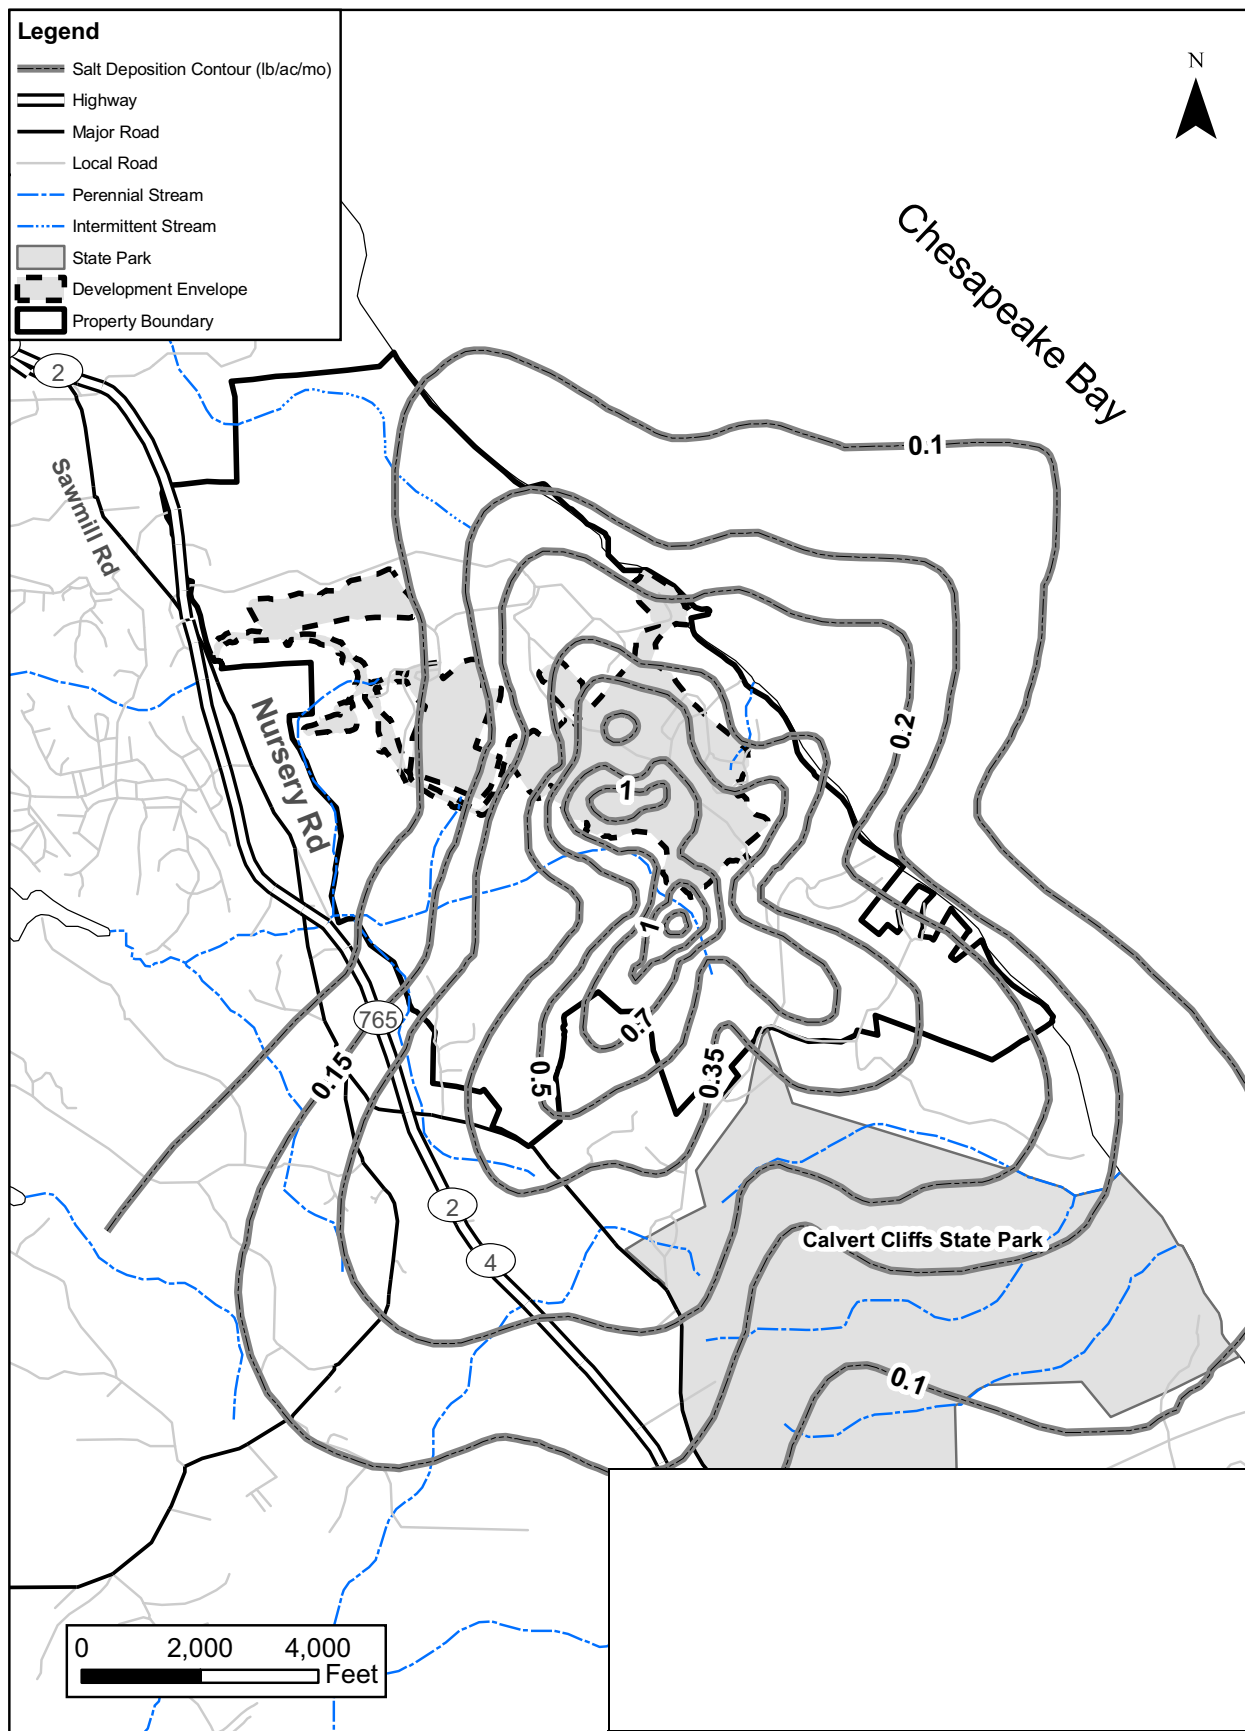 Legend
Salt Deposition Contour (lb/ac/mo)
Highway
Major Road
Local Road
Perennial Stream
Intermittent Stream
State Park
Development Envelope
Property Boundary
N
Chesapeake Bay
2
0.1
Sawmill Rd
Nursery Rd
0.2
1
1
765
0.7
0.15
0.5
0.35
2
4
Calvert Cliffs State Park
0.1
0 2,000 4,000
Feet